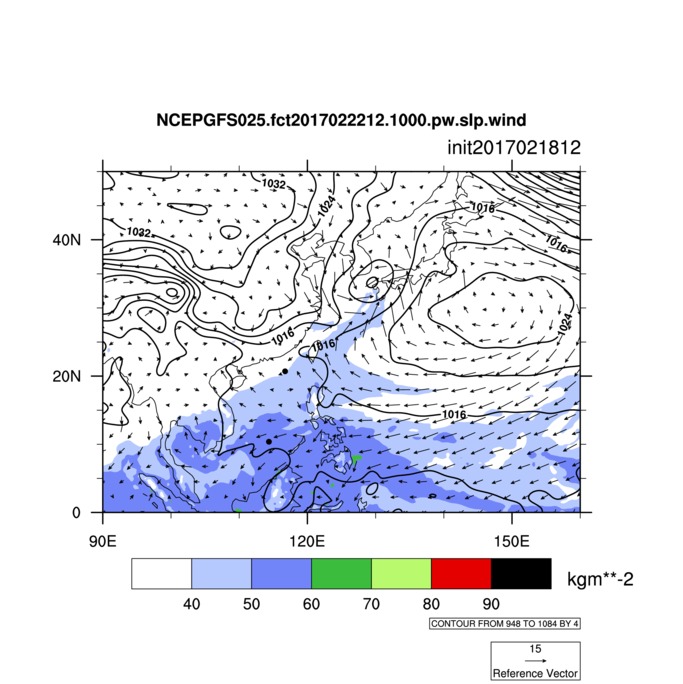 NCEPGFS025.fct2017022212.1000.pw.slp.wind
init2017021812
1032
1024
1016
1032
1016
40N
1024
1016
1016
20N
1016
0
90E 120E 150E
kgm**-2
40 50 60 70 80 90
CONTOUR FROM 948 TO 1084 BY 4
15
Reference Vector